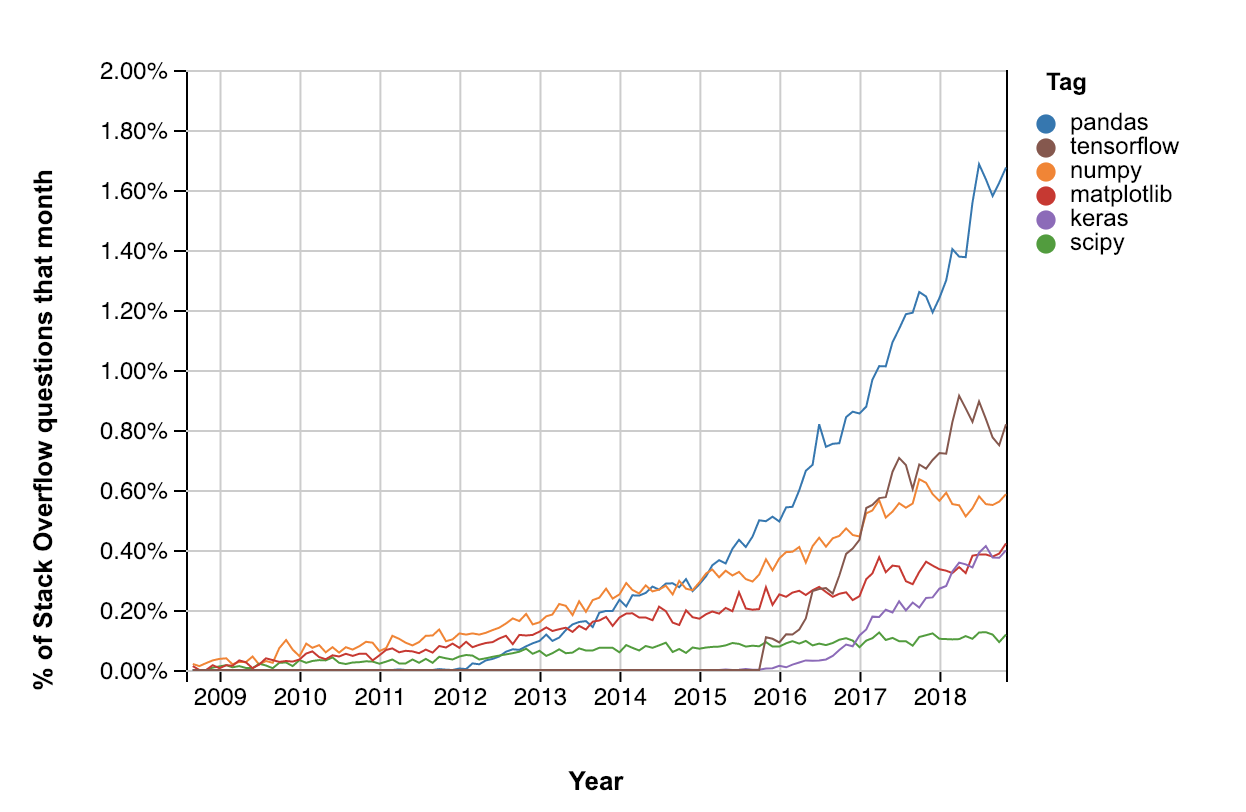 2.00%
1.80%
1.60%
1.40%
1.20%
1.00%
0.80%
0.60%
0.40%
0.20%
0.00%
% of Stack Overflow questions that month
2009 2010 2011 2012 2013 2014 2015 2016 2017 2018
Year
Tag
pandas
tensorflow
numpy
matplotlib
keras
scipy